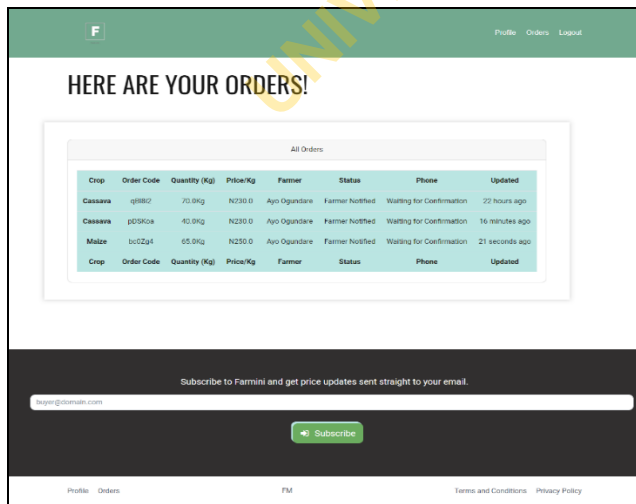 F
Profile Orders Logout
UNIV
HERE ARE YOUR ORDERS!
All Orders
Crop Order Code Quantity (Kg) Price/Kg Farmer Status Phone Updated
Cassava 70.0Kg N230.0 Ayo Ogundare Farmer Notified Waiting for Confirmation 22 hours ago
Cassava pDSKoa 40.0Kg N230.0 Ayo Ogundare Farmer Notified Waiting for Confirmation 16 minutes ago
Maize bc0Zg4 65.0Kg N250.0 Ayo Ogundare Farmer Notified Waiting for Confirmation 21 seconds ago
Crop Order Code Quantity (Kg) Price/Kg Farmer Status Phone Updated
Subscribe to Farmini and get price updates sent straight to your email.
buyer@domain.com
Subscribe
Profile Orders FM Terms and Conditions Privacy Policy